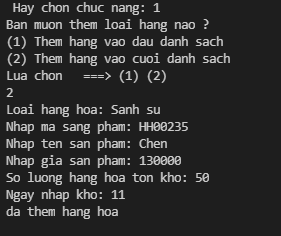 Hay chon chuc nang: 1
Ban muon them loai hang nao ?
(1) Them hang vao dau danh sach
(2) Them hang vao cuoi danh sach
Lua chon ===> (1) (2)
2
Loai hang hoa: Sanh su
Nhap ma sang pham: HH00235
Nhap ten san pham: Chen
Nhap gia san pham: 130000
So luong hang hoa ton kho: 50
Ngay nhap kho: 11
da them hang hoa